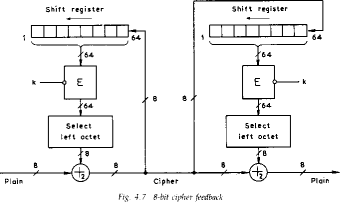 Shift register
Shift register
1
64
1
64
64
64
k
E
E
k
8
8
64
64
Select
left octet
Select
left octet
8
8
8
8
8
8
+2
+2
Plain
Cipher
Plain
Fig. 4.7 8-bit cipher feedback